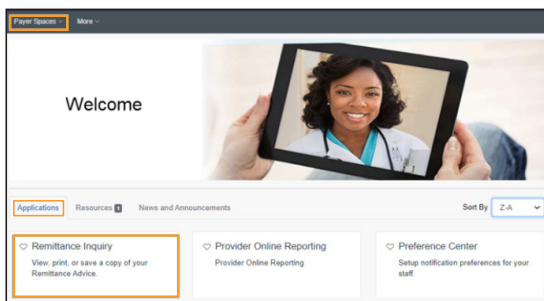 Payer Spaces More
Welcome
Applications Resources 1 News and Announcements Sort By Z-A
Remittance Inquiry
View, print, or save a copy of your
Remittance Advice.
Provider Online Reporting
Provider Online Reporting
Preference Center
Setup notification preferences for your
staff.